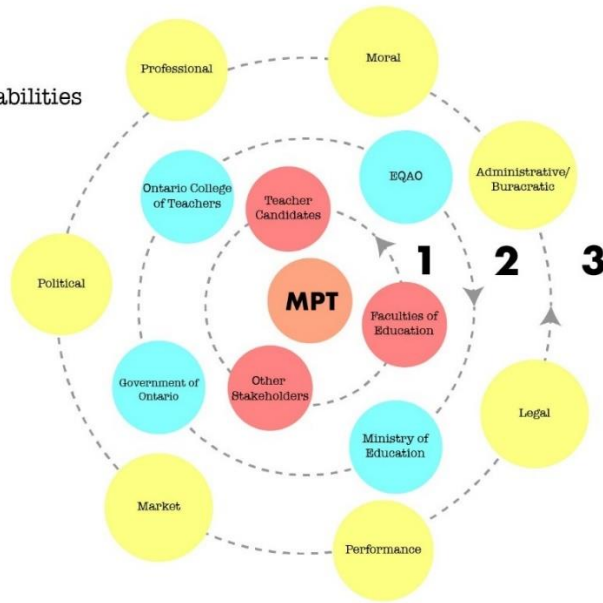 Professional
Moral
abilities
Ontario College
of Teachers
EQAO
Administrative/
Buracratic
Teacher
Candidates
1
2
3
Political
MPT
Faculties of
Education
Government of
Ontario
Other
Stakeholders
Legal
Ministry of
Education
Market
Performance